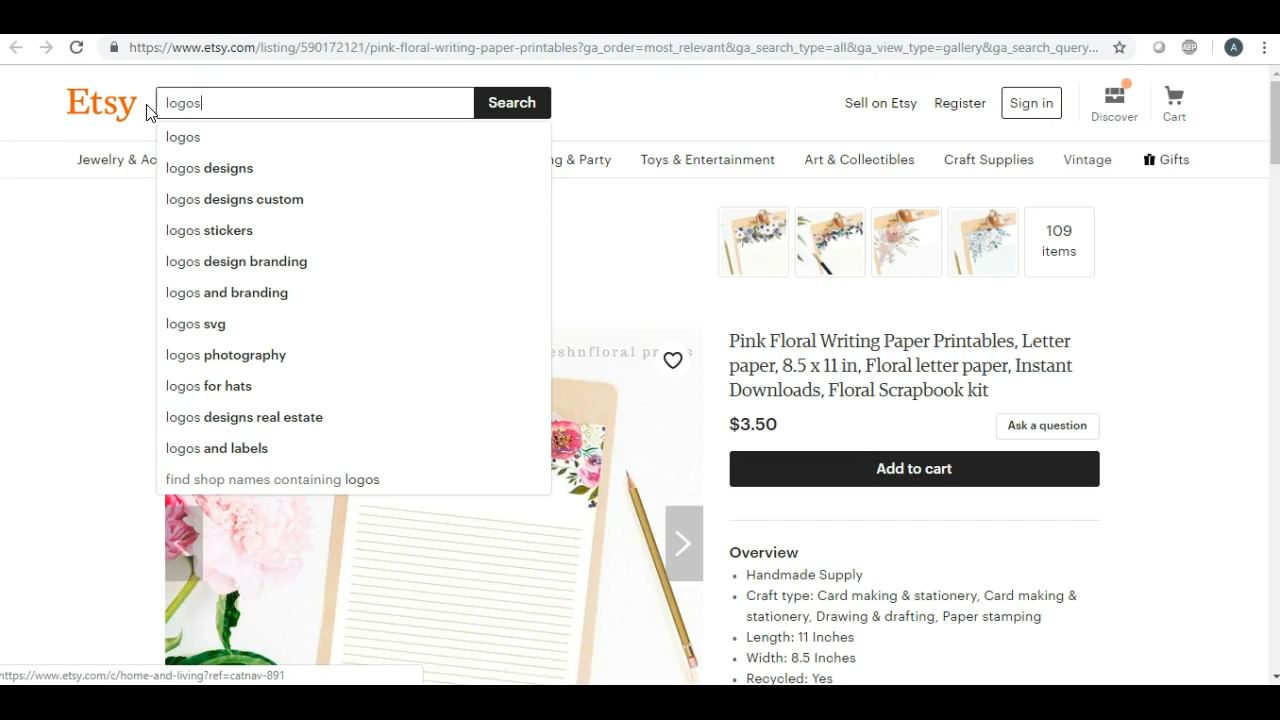 https://www.etsy.com/listing/590172121/pink-floral-writing-paper-printables?ga_order=most_relevant&ga_search_type=all&ga_view_type=gallery&ga_search_query...
ABP
A
Etsy
logos
Search
Sell on Etsy
Register
Sign in
Discover
Cart
Jewelry & Ac
g & Party
Toys & Entertainment
Art & Collectibles
Craft Supplies
Vintage
Gifts
logos
logos designs
logos designs custom
logos stickers
logos design branding
logos and branding
logos svg
logos photography
logos for hats
logos designs real estate
logos and labels
find shop names containing logos
109
items
Pink Floral Writing Paper Printables, Letter
paper, 8.5 x 11 in, Floral letter paper, Instant
Downloads, Floral Scrapbook kit
$3.50
Ask a question
Add to cart
Overview
• Handmade Supply
• Craft type: Card making & stationery, Card making &
stationery, Drawing & drafting, Paper stamping
• Length: 11 Inches
• Width: 8.5 Inches
• Recycled: Yes
https://www.etsy.com/c/home-and-living?ref=catnav-891